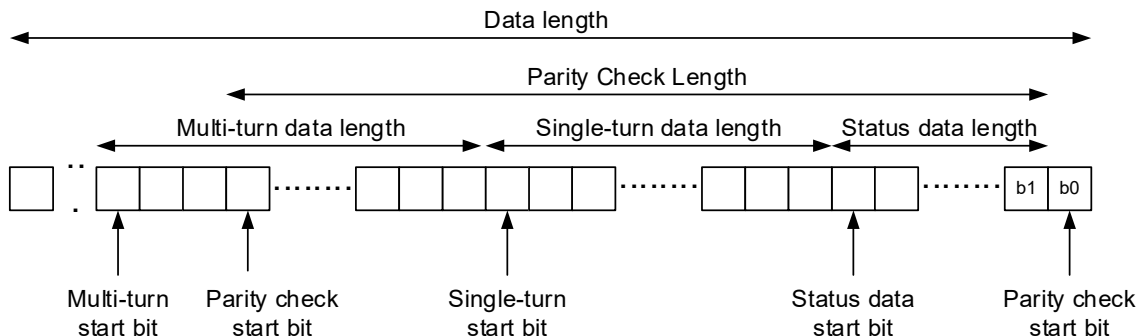 Data length
Parity Check Length
Multi-turn data length Single-turn data length Status data length
b1 b0
Multi-turn Parity check Single-turn Status data Parity check
start bit start bit start bit start bit start bit